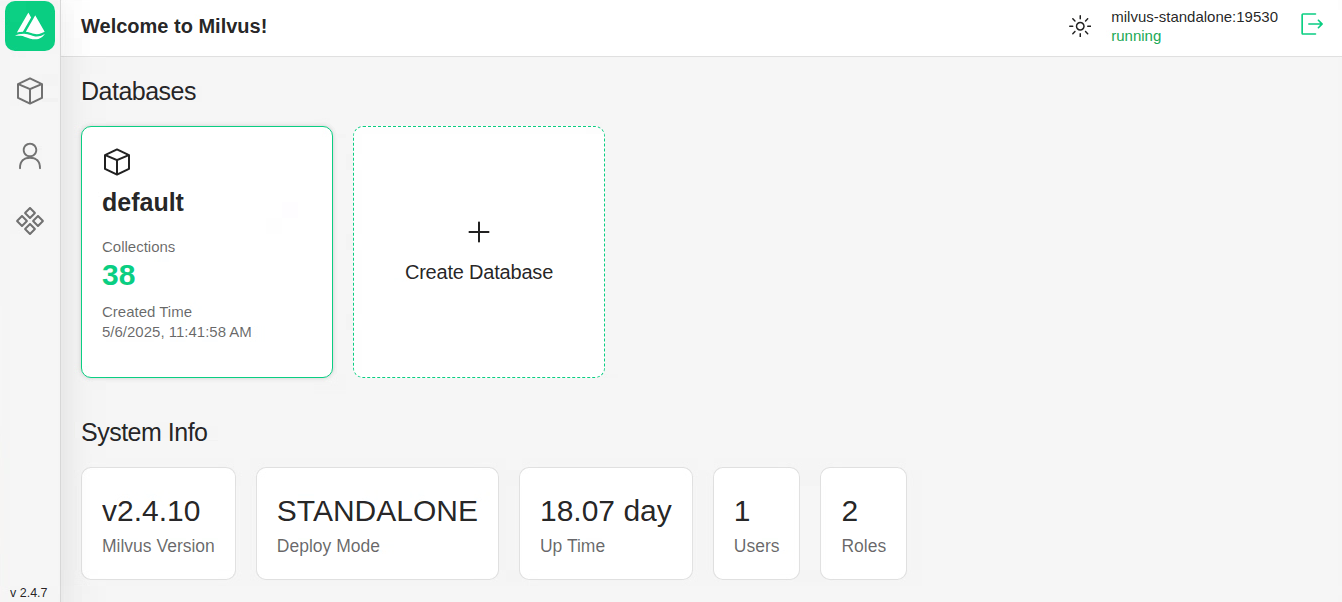 Welcome to Milvus!
milvus-standalone:19530
running
Databases
default
Collections
38
Created Time
5/6/2025, 11:41:58 AM
Create Database
System Info
v2.4.10
Milvus Version
STANDALONE
Deploy Mode
18.07 day
Up Time
1
Users
2
Roles
v 2.4.7